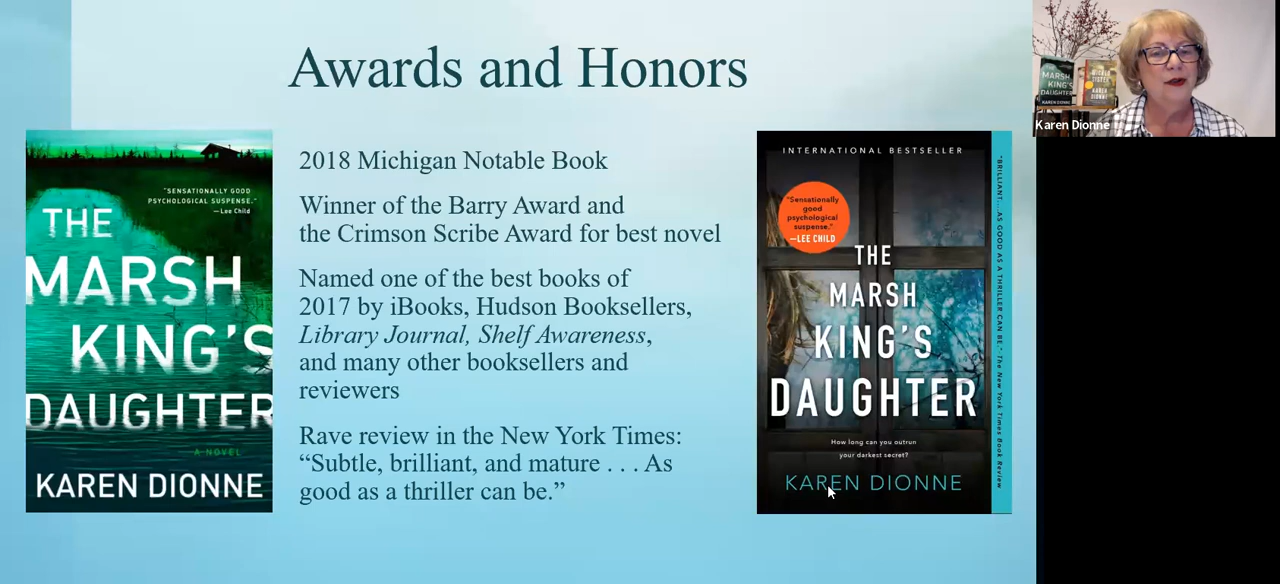 Awards and Honors
"SENSATIONALLY GOOD
PSYCHOLOGICAL SUSPENSE."
—Lee Child
THE
MARSH
KING'S
DAUGHTER
A NOVEL
KAREN DIONNE
2018 Michigan Notable Book
Winner of the Barry Award and
the Crimson Scribe Award for best novel
Named one of the best books of
2017 by iBooks, Hudson Booksellers,
Library Journal, Shelf Awareness,
and many other booksellers and
reviewers
Rave review in the New York Times:
“Subtle, brilliant, and mature . . . As
good as a thriller can be.”
INTERNATIONAL BESTSELLER
"Sensationally
good
psychological
suspense."
—LEE CHILD
THE
MARSH
KING'S
DAUGHTER
How long can you outrun
your darkest secret?
KAREN DIONNE
"BRILLIANT....AS GOOD AS A THRILLER CAN BE." The New York Times Book Review
MARSH
KING'S
DAUGHTER
KAREN DIONNE
Karen Dionne